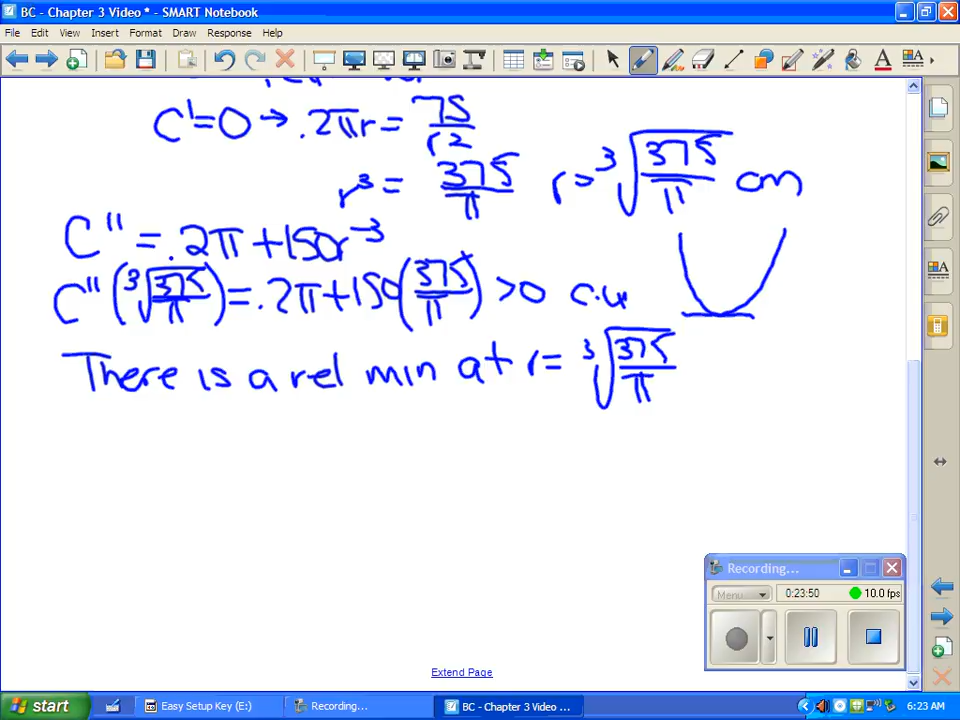 BC - Chapter 3 Video * - SMART Notebook
File Edit View Insert Format Draw Response Help
C'=0 → .2πr = 75/r2
r³ = 375/π r = ³√375/π cm
C'' = .2π + 150r⁻³
C'' (³√375/π) = .2π + 150(375/π) > 0 c.u
There is a rel min at r = ³√375/π
Recording...
Menu 0:23:50 10.0 fps
Extend Page
start Easy Setup Key (E:) Recording... BC - Chapter 3 Video ... 6:23 AM